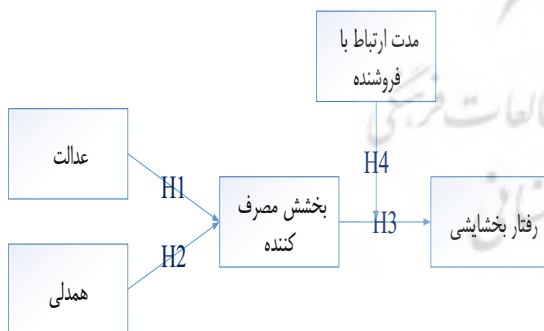 مدت ارتباط با
فروشنده
عدالت
H1
H4
بخشش مصرف
کننده
H3
رفتار بخشایشی
H2
همدلی